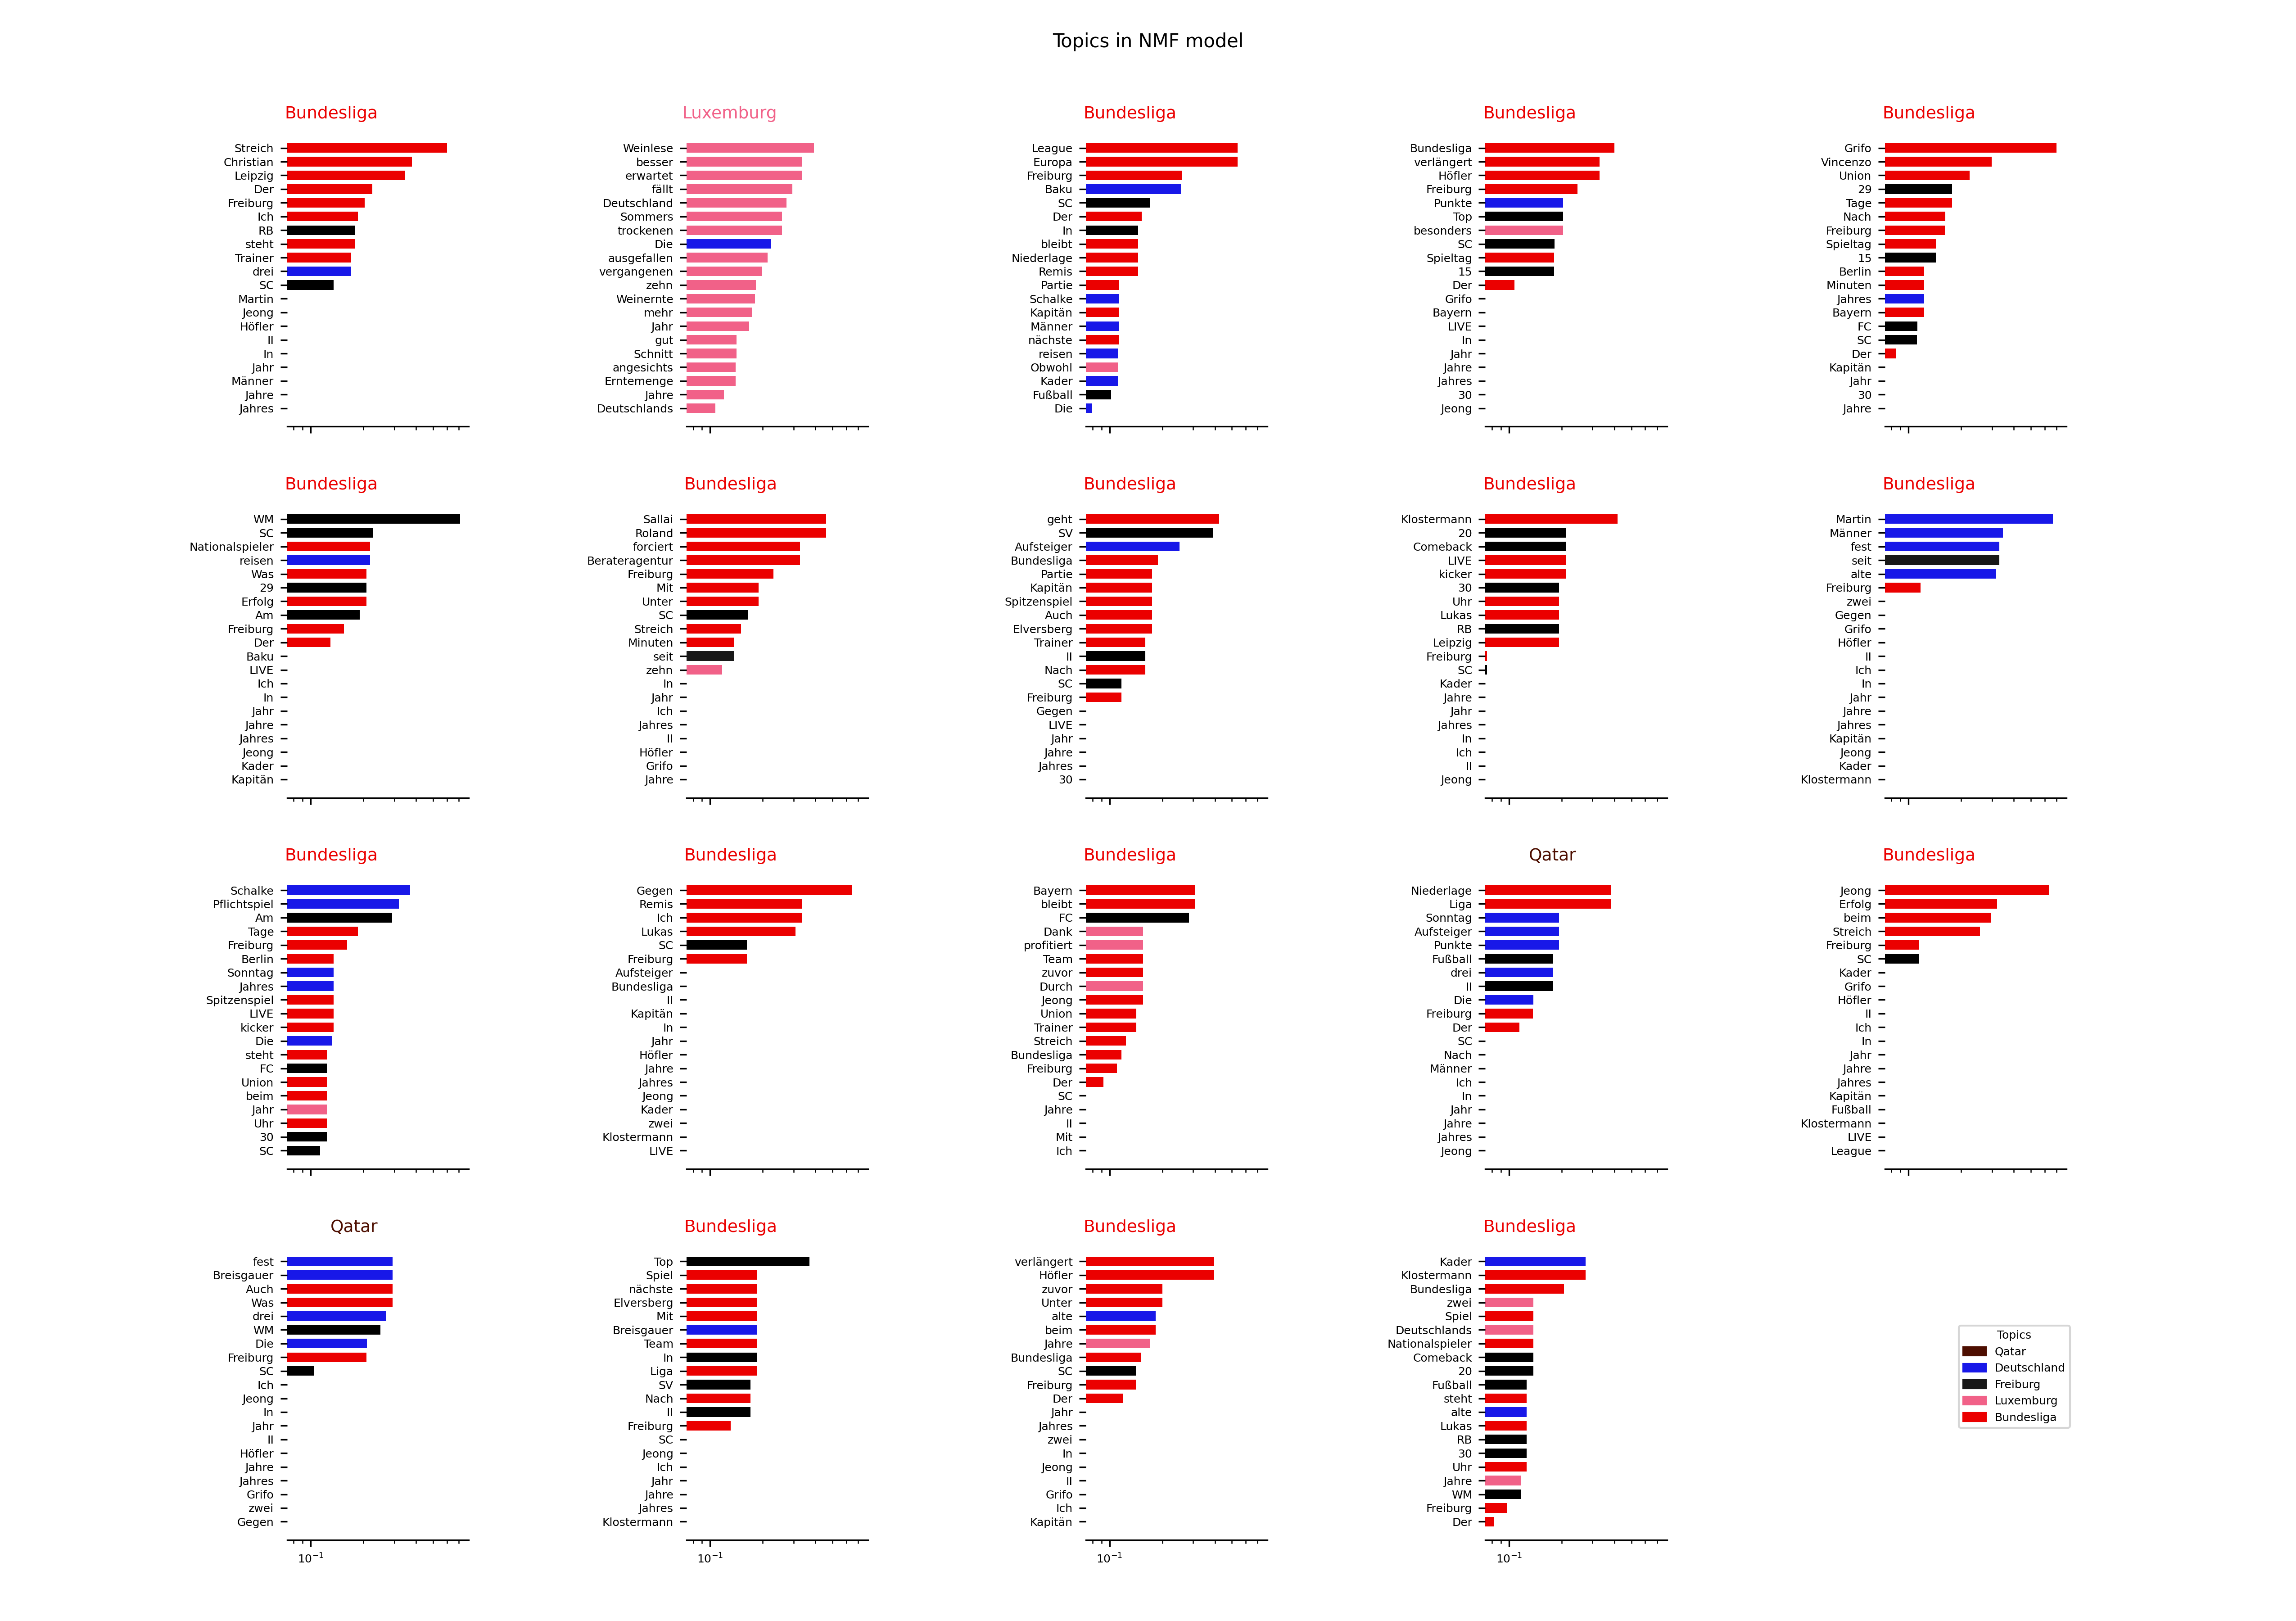 Topics in NMF model
Bundesliga
Streich
Christian
Leipzig
Der
Freiburg
Ich
RB
steht
Trainer
drei
SC
Martin
Jeong
Höfler
II
In
Jahr
Männer
Jahre
Jahres
Luxemburg
Weinlese
besser
erwartet
fällt
Deutschland
Sommers
trockenen
Die
ausgefallen
vergangenen
zehn
Weinernte
mehr
Jahr
gut
Schnitt
angesichts
Erntemenge
Jahre
Deutschlands
Bundesliga
League
Europa
Freiburg
Baku
SC
Der
In
bleibt
Niederlage
Remis
Partie
Schalke
Kapitän
Männer
nächste
reisen
Obwohl
Kader
Fußball
Die
Bundesliga
Bundesliga
verlängert
Höfler
Freiburg
Punkte
Top
besonders
SC
Spieltag
15
Der
Grifo
Bayern
LIVE
In
Jahr
Jahre
Jahres
30
Jeong
Bundesliga
Grifo
Vincenzo
Union
29
Tage
Nach
Freiburg
Spieltag
15
Berlin
Minuten
Jahres
Bayern
FC
SC
Der
Kapitän
Jahr
30
Jahre
Bundesliga
WM
SC
Nationalspieler
reisen
Was
29
Erfolg
Am
Freiburg
Der
Baku
LIVE
Ich
In
Jahr
Jahre
Jahres
Jeong
Kader
Kapitän
Bundesliga
Sallai
Roland
forciert
Berateragentur
Freiburg
Mit
Unter
SC
Streich
Minuten
seit
zehn
In
Jahr
Ich
Jahres
II
Höfler
Grifo
Jahre
Bundesliga
geht
SV
Aufsteiger
Bundesliga
Partie
Kapitän
Spitzenspiel
Auch
Elversberg
Trainer
II
Nach
SC
Freiburg
Gegen
LIVE
Jahr
Jahre
Jahres
30
Bundesliga
Klostermann
20
Comeback
LIVE
kicker
30
Uhr
Lukas
RB
Leipzig
Freiburg
SC
Kader
Jahre
Jahr
Jahres
In
Ich
II
Jeong
Bundesliga
Martin
Männer
fest
seit
alte
Freiburg
zwei
Gegen
Grifo
Höfler
II
Ich
In
Jahr
Jahre
Jahres
Kapitän
Jeong
Kader
Klostermann
Bundesliga
Schalke
Pflichtspiel
Am
Tage
Freiburg
Berlin
Sonntag
Jahres
Spitzenspiel
LIVE
kicker
Die
steht
FC
Union
beim
Jahr
Uhr
30
SC
Bundesliga
Gegen
Remis
Ich
Lukas
SC
Freiburg
Aufsteiger
Bundesliga
II
Kapitän
In
Jahr
Höfler
Jahre
Jahres
Jeong
Kader
zwei
Klostermann
LIVE
Bundesliga
Bayern
bleibt
FC
Dank
profitiert
Team
zuvor
Durch
Jeong
Union
Trainer
Streich
Bundesliga
Freiburg
Der
SC
Jahre
II
Mit
Ich
Qatar
Niederlage
Liga
Sonntag
Aufsteiger
Punkte
Fußball
drei
II
Die
Freiburg
Der
SC
Nach
Männer
Ich
In
Jahr
Jahre
Jahres
Jeong
Bundesliga
Jeong
Erfolg
beim
Streich
Freiburg
SC
Kader
Grifo
Höfler
II
Ich
In
Jahr
Jahre
Jahres
Kapitän
Fußball
Klostermann
LIVE
League
Qatar
fest
Breisgauer
Auch
Was
drei
WM
Die
Freiburg
SC
Ich
Jeong
In
Jahr
II
Höfler
Jahre
Jahres
Grifo
zwei
Gegen
10⁻¹
Bundesliga
Top
Spiel
nächste
Elversberg
Mit
Breisgauer
Team
In
Liga
SV
Nach
II
Freiburg
SC
Jeong
Ich
Jahr
Jahre
Jahres
Klostermann
10⁻¹
Bundesliga
verlängert
Höfler
zuvor
Unter
alte
beim
Jahre
Bundesliga
SC
Freiburg
Der
Jahr
Jahres
zwei
In
Jeong
II
Grifo
Ich
Kapitän
10⁻¹
Bundesliga
Kader
Klostermann
Bundesliga
zwei
Spiel
Deutschlands
Nationalspieler
Comeback
20
Fußball
steht
alte
Lukas
RB
30
Uhr
Jahre
WM
Freiburg
Der
10⁻¹
Topics
Qatar
Deutschland
Freiburg
Luxemburg
Bundesliga